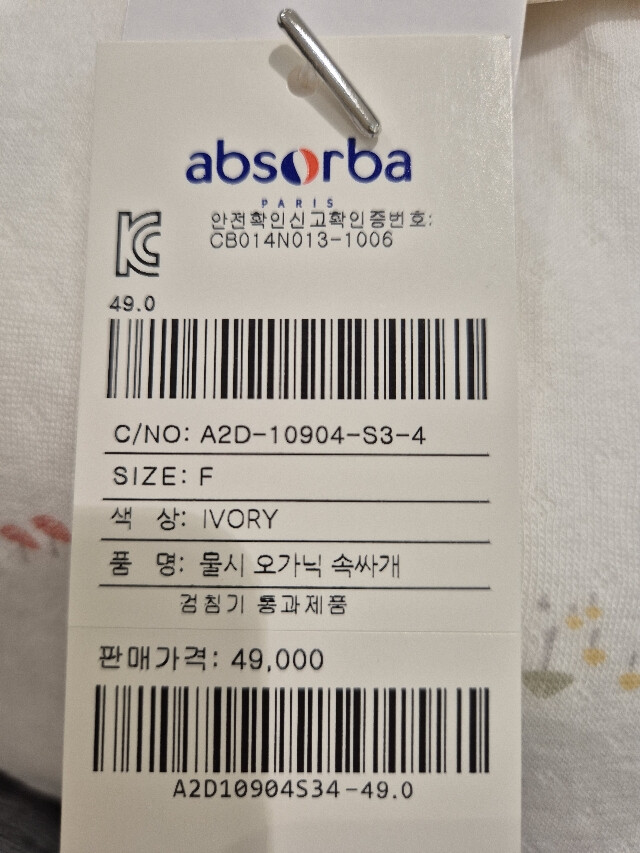 absorba
PARIS
안전확인신고확인증번호:
CB014N013-1006
49.0
C/NO: A2D-10904-S3-4
SIZE: F
색 상: IVORY
품 명: 물시 오가닉 속싸개
검침기 통과제품
판매가격: 49,000
A2D10904S34-49.0